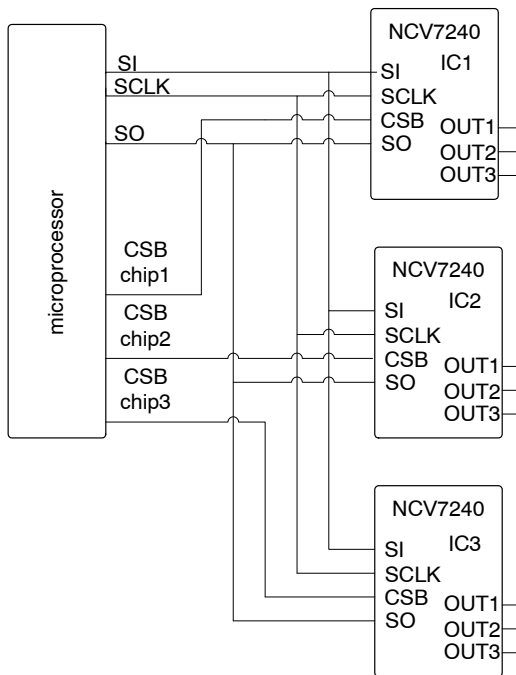 microprocessor
SI
SCLK
SO
CSB
chip1
CSB
chip2
CSB
chip3
NCV7240
IC1
SI
SCLK
CSB
SO
OUT1
OUT2
OUT3
NCV7240
IC2
SI
SCLK
CSB
SO
OUT1
OUT2
OUT3
NCV7240
IC3
SI
SCLK
CSB
SO
OUT1
OUT2
OUT3